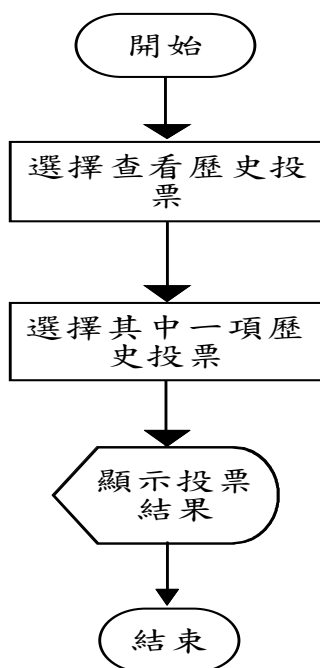 開始
選擇查看歷史投
票
選擇其中一項歷
史投票
顯示投票
結果
結束